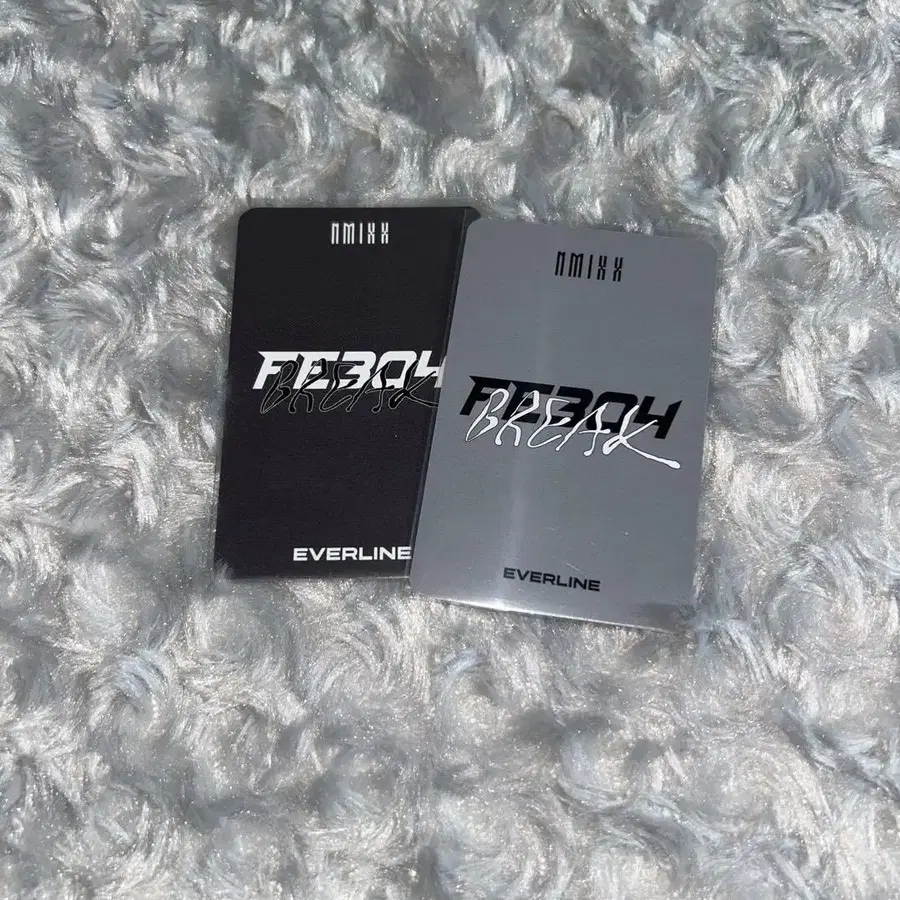 NMIXX
FE3O4
BREAK
EVERLINE
NMIXX
FE3O4
BREAK
EVERLINE